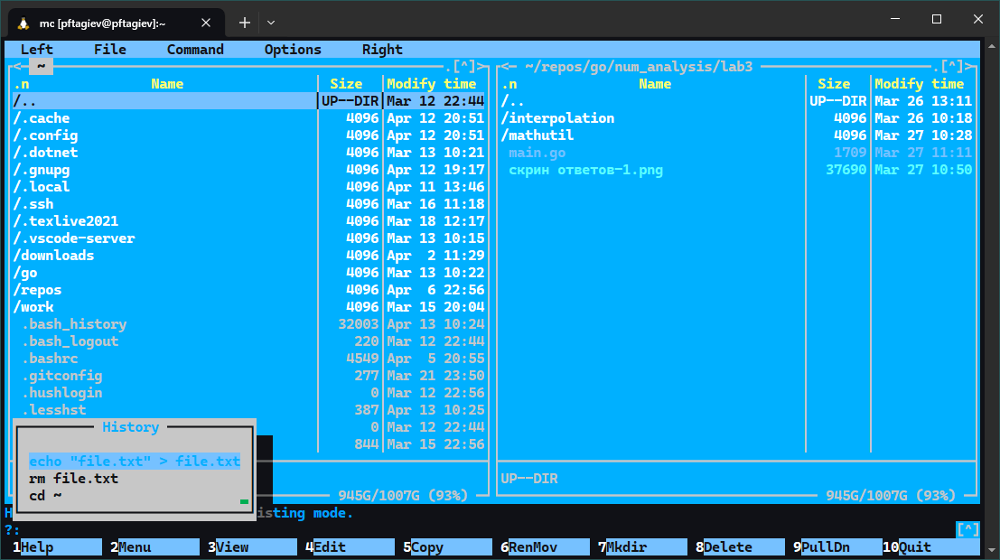 mc [pftagiev@pftagiev]:~
Left File Command Options Right
<─ ~ .[^]>
.n Name Size Modify time
/.. UP--DIR Mar 12 22:44
/.cache 4096 Apr 12 20:51
/.config 4096 Apr 12 20:51
/.dotnet 4096 Mar 13 10:21
/.gnupg 4096 Apr 12 19:17
/.local 4096 Apr 11 13:46
/.ssh 4096 Mar 16 11:18
/.texlive2021 4096 Mar 18 12:17
/.vscode-server 4096 Mar 13 10:15
/downloads 4096 Apr 2 11:29
/go 4096 Mar 13 10:22
/repos 4096 Apr 6 22:56
/work 4096 Mar 15 20:04
.bash_history 32003 Apr 13 10:24
.bash_logout 220 Mar 12 22:44
.bashrc 4549 Apr 5 20:55
.gitconfig 277 Mar 21 23:50
.hushlogin 0 Mar 12 22:56
.lesshst 387 Apr 13 10:25
0 Mar 12 22:44
844 Mar 15 22:56
945G/1007G (93%)
<─ ~/repos/go/num_analysis/lab3 .[^]>
.n Name Size Modify time
/.. UP--DIR Mar 26 13:11
/interpolation 4096 Mar 26 10:18
/mathutil 4096 Mar 27 10:28
main.go 1709 Mar 27 11:11
скрин ответов-1.png 37690 Mar 27 10:50
UP--DIR
945G/1007G (93%)
History
echo "file.txt" > file.txt
rm file.txt
cd ~
H isting mode.
?: [^]
1Help 2Menu 3View 4Edit 5Copy 6RenMov 7Mkdir 8Delete 9PullDn 10Quit